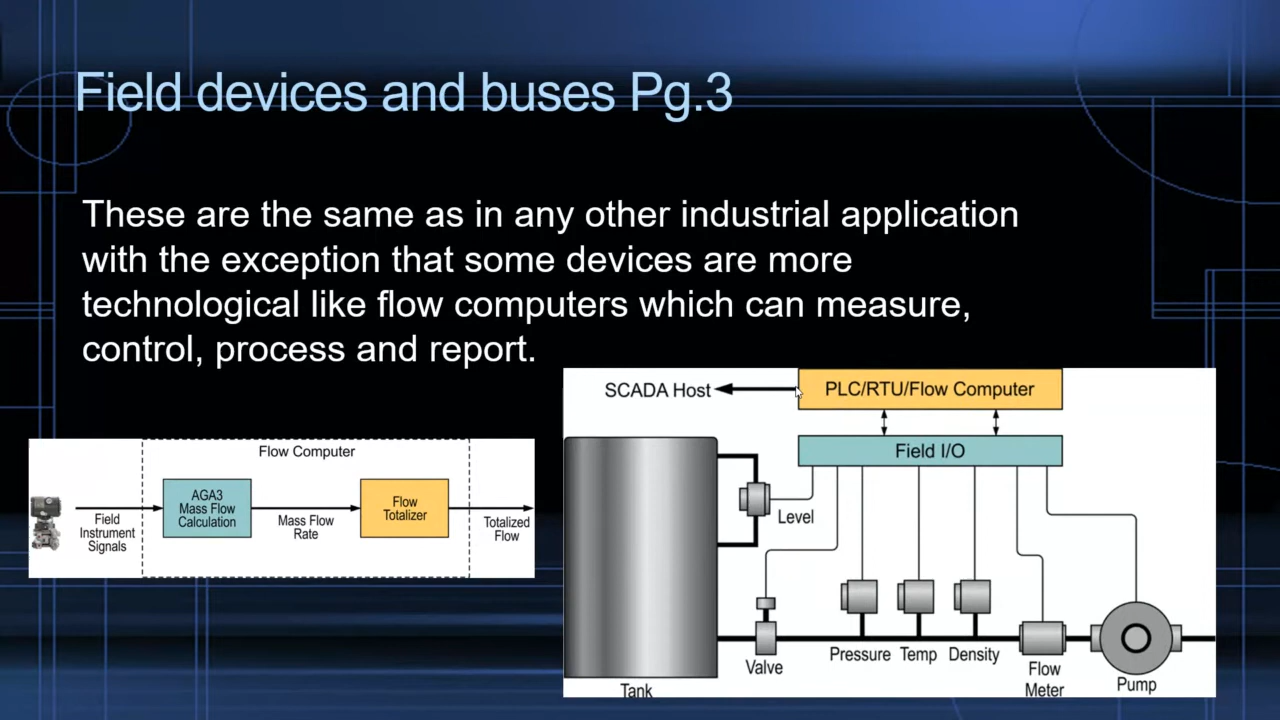 Field devices and buses Pg.3
These are the same as in any other industrial application
with the exception that some devices are more
technological like flow computers which can measure,
control, process and report.
Flow Computer
Field
Instrument
Signals
AGA3
Mass Flow
Calculation
Mass Flow
Rate
Flow
Totalizer
Totalized
Flow
SCADA Host
PLC/RTU/Flow Computer
Field I/O
Level
Tank
Valve
Pressure
Temp
Density
Flow
Meter
Pump